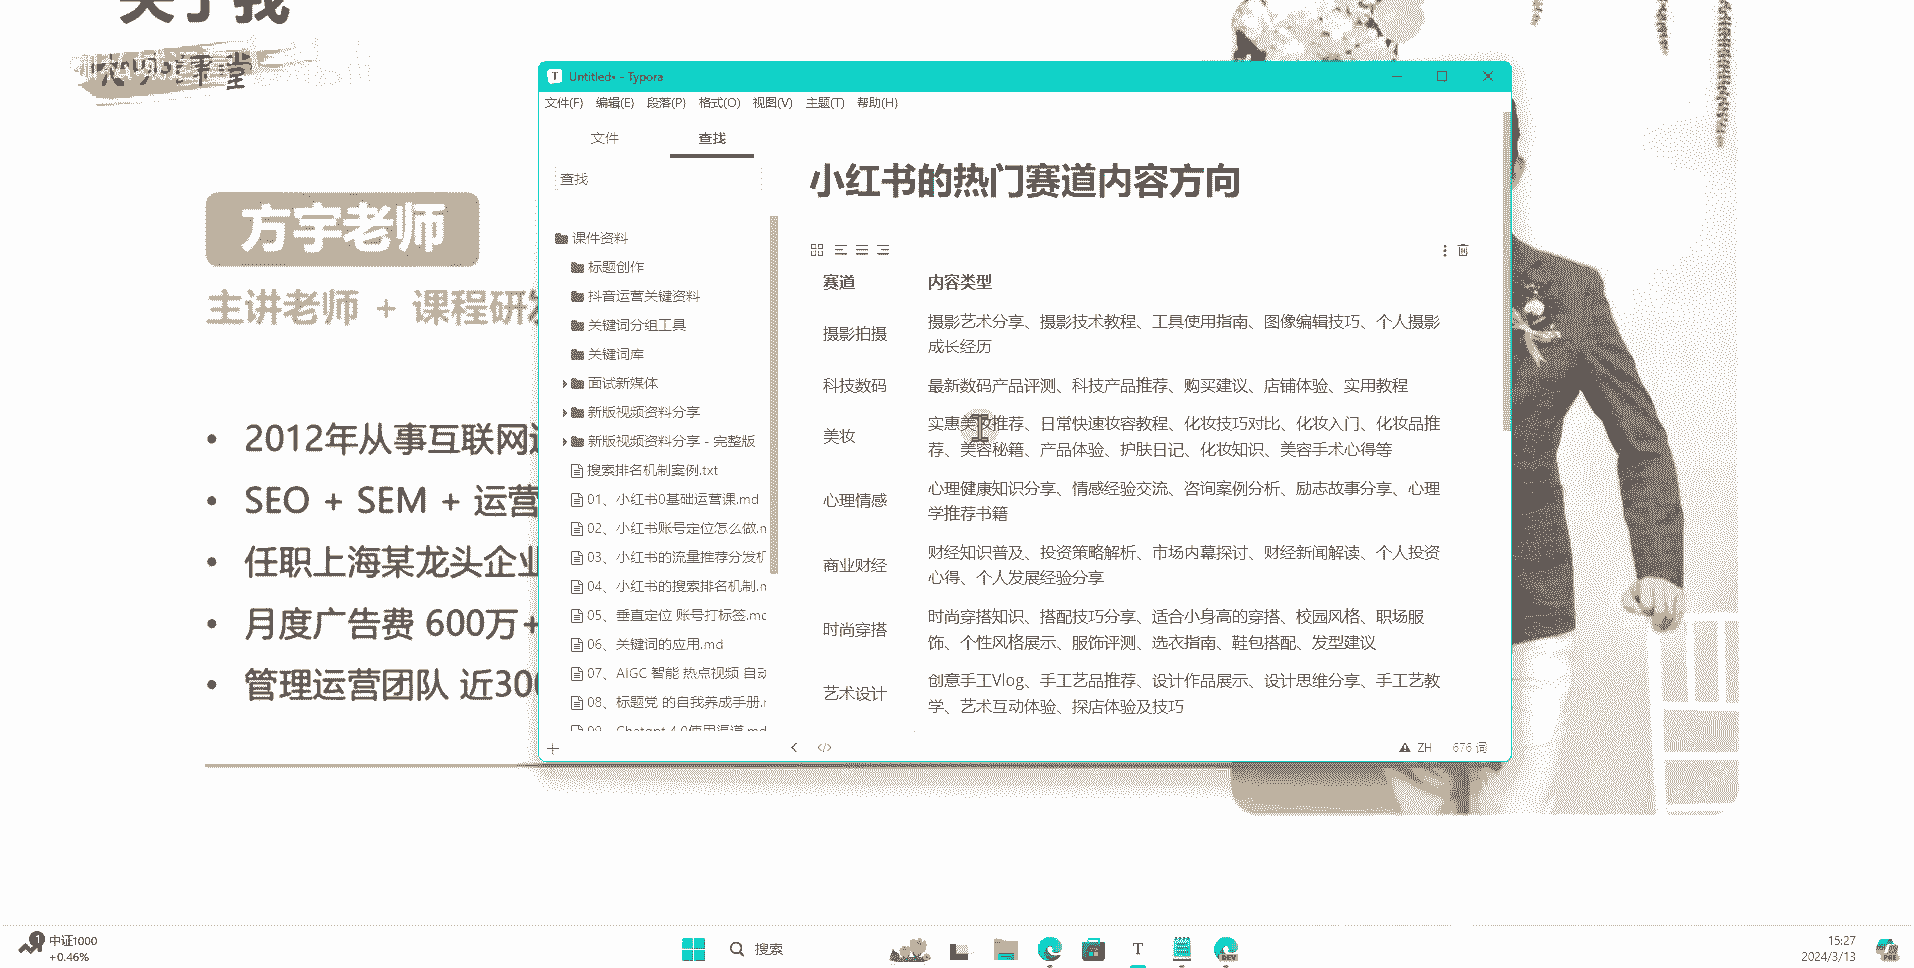 关于我
课堂
方宇老师
主讲老师 + 课程研发
2012年从事互联网
SEO + SEM + 运营
任职上海某龙头企业
月度广告费 600万+
管理运营团队 近300
Untitled• - Typora
文件(F) 编辑(E) 段落(P) 格式(O) 视图(V) 主题(T) 帮助(H)
文件 查找
查找
课件资料
标题创作
抖音运营关键资料
关键词分组工具
关键词库
面试新媒体
新版视频资料分享
新版视频资料分享 - 完整版
搜索排名机制案例.txt
01、小红书0基础运营课.md
02、小红书账号定位怎么做.m
03、小红书的流量推荐分发机
04、小红书的搜索排名机制.m
05、垂直定位 账号打标签.md
06、关键词的应用.md
07、AIGC 智能 热点视频 自动
08、标题党 的自我养成手册.m
09、Chatgpt 4.0使用渠道.md
小红书的热门赛道内容方向
赛道 内容类型
摄影拍摄 摄影艺术分享、摄影技术教程、工具使用指南、图像编辑技巧、个人摄影
成长经历
科技数码 最新数码产品评测、科技产品推荐、购买建议、店铺体验、实用教程
美妆 实惠美妆推荐、日常快速妆容教程、化妆技巧对比、化妆入门、化妆品推
荐、美容秘籍、产品体验、护肤日记、化妆知识、美容手术心得等
心理情感 心理健康知识分享、情感经验交流、咨询案例分析、励志故事分享、心理
学推荐书籍
商业财经 财经知识普及、投资策略解析、市场内幕探讨、财经新闻解读、个人投资
心得、个人发展经验分享
时尚穿搭 时尚穿搭知识、搭配技巧分享、适合小身高的穿搭、校园风格、职场服
饰、个性风格展示、服饰评测、选衣指南、鞋包搭配、发型建议
艺术设计 创意手工Vlog、手工艺品推荐、设计作品展示、设计思维分享、手工艺教
学、艺术互动体验、探店体验及技巧
ZH 676 词
1 中证1000
+0.46%
搜索
T
DEV
15:27
2024/3/13
PRE